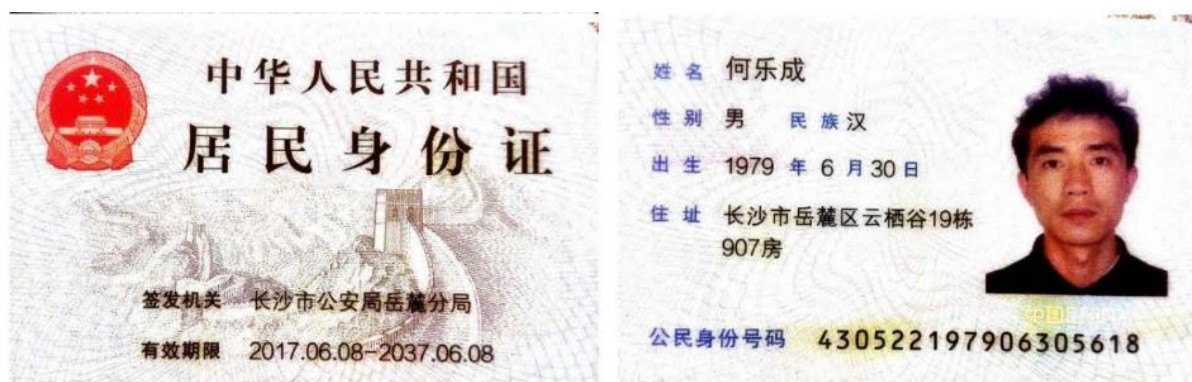 中华人民共和国
居民身份证
签发机关 长沙市公安局岳麓分局
有效期限 2017.06.08-2037.06.08
姓名 何乐成
性别 男 民族 汉
出生 1979 年 6 月 30 日
住址 长沙市岳麓区云栖谷19栋
907房
公民身份号码 430522197906305618